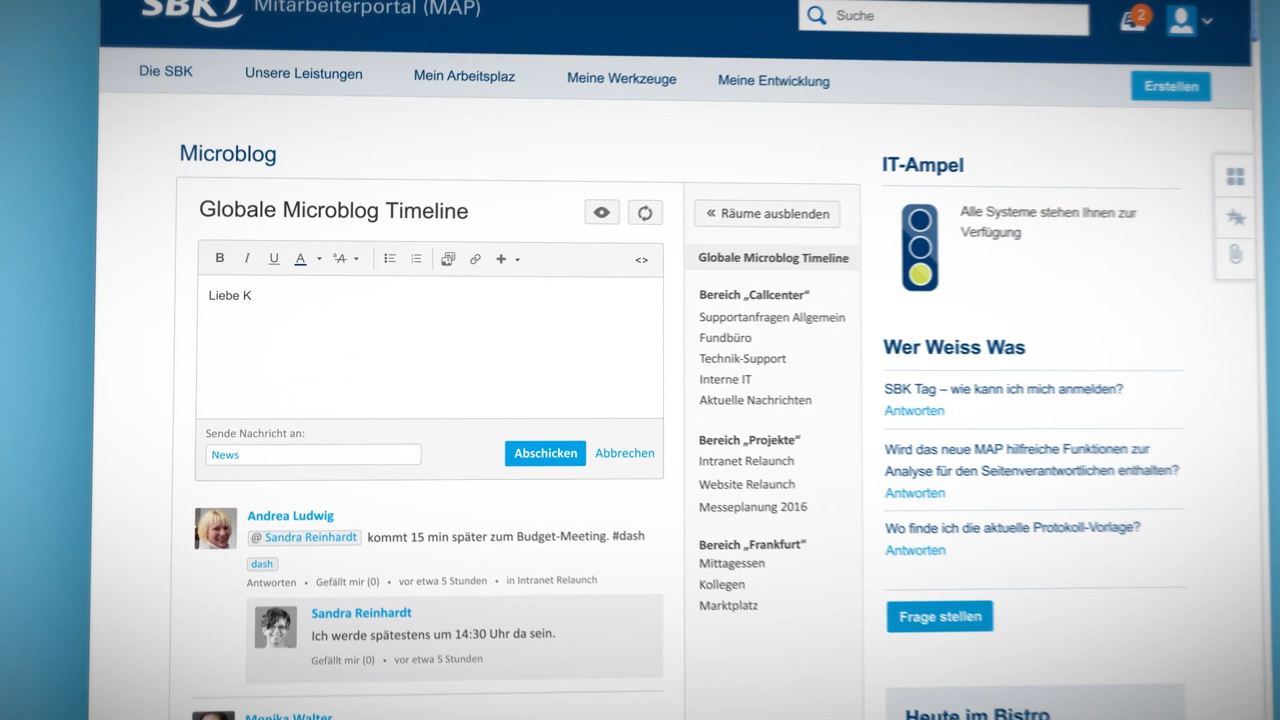 SBK Mitarbeiterportal (MAP)
Suche
2
Die SBK
Unsere Leistungen
Mein Arbeitsplaz
Meine Werkzeuge
Meine Entwicklung
Erstellen
Microblog
Globale Microblog Timeline
B I U A A
<>
Liebe K
Sende Nachricht an:
News
Abschicken
Abbrechen
Andrea Ludwig
@ Sandra Reinhardt kommt 15 min später zum Budget-Meeting. #dash
dash
Antworten • Gefällt mir (0) • vor etwa 5 Stunden • in Intranet Relaunch
Sandra Reinhardt
Ich werde spätestens um 14:30 Uhr da sein.
Gefällt mir (0) • vor etwa 5 Stunden
Monika Walter
« Räume ausblenden
Globale Microblog Timeline
Bereich „Callcenter“
Supportanfragen Allgemein
Fundbüro
Technik-Support
Interne IT
Aktuelle Nachrichten
Bereich „Projekte“
Intranet Relaunch
Website Relaunch
Messeplanung 2016
Bereich „Frankfurt“
Mittagessen
Kollegen
Marktplatz
IT-Ampel
Alle Systeme stehen Ihnen zur
Verfügung
Wer Weiss Was
SBK Tag – wie kann ich mich anmelden?
Antworten
Wird das neue MAP hilfreiche Funktionen zur
Analyse für den Seitenverantwortlichen enthalten?
Antworten
Wo finde ich die aktuelle Protokoll-Vorlage?
Antworten
Frage stellen
Heute im Bistro